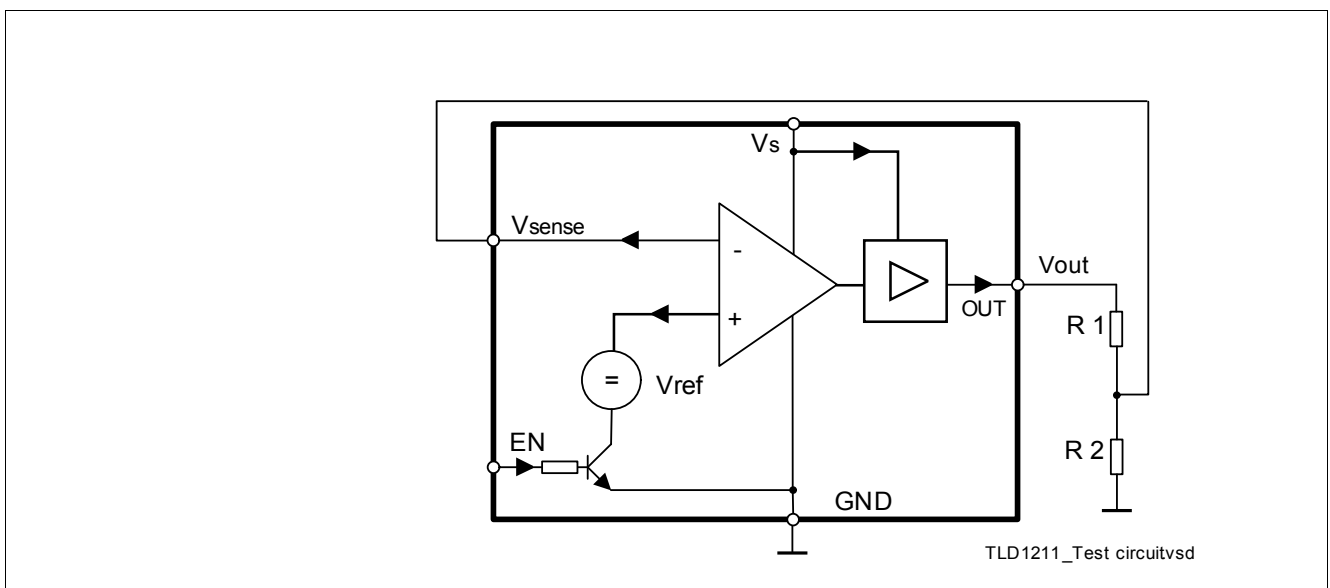 Vs
Vsense
-
Vout
OUT
+
R 1
=
Vref
EN
R 2
GND
TLD1211_Test circuitvsd